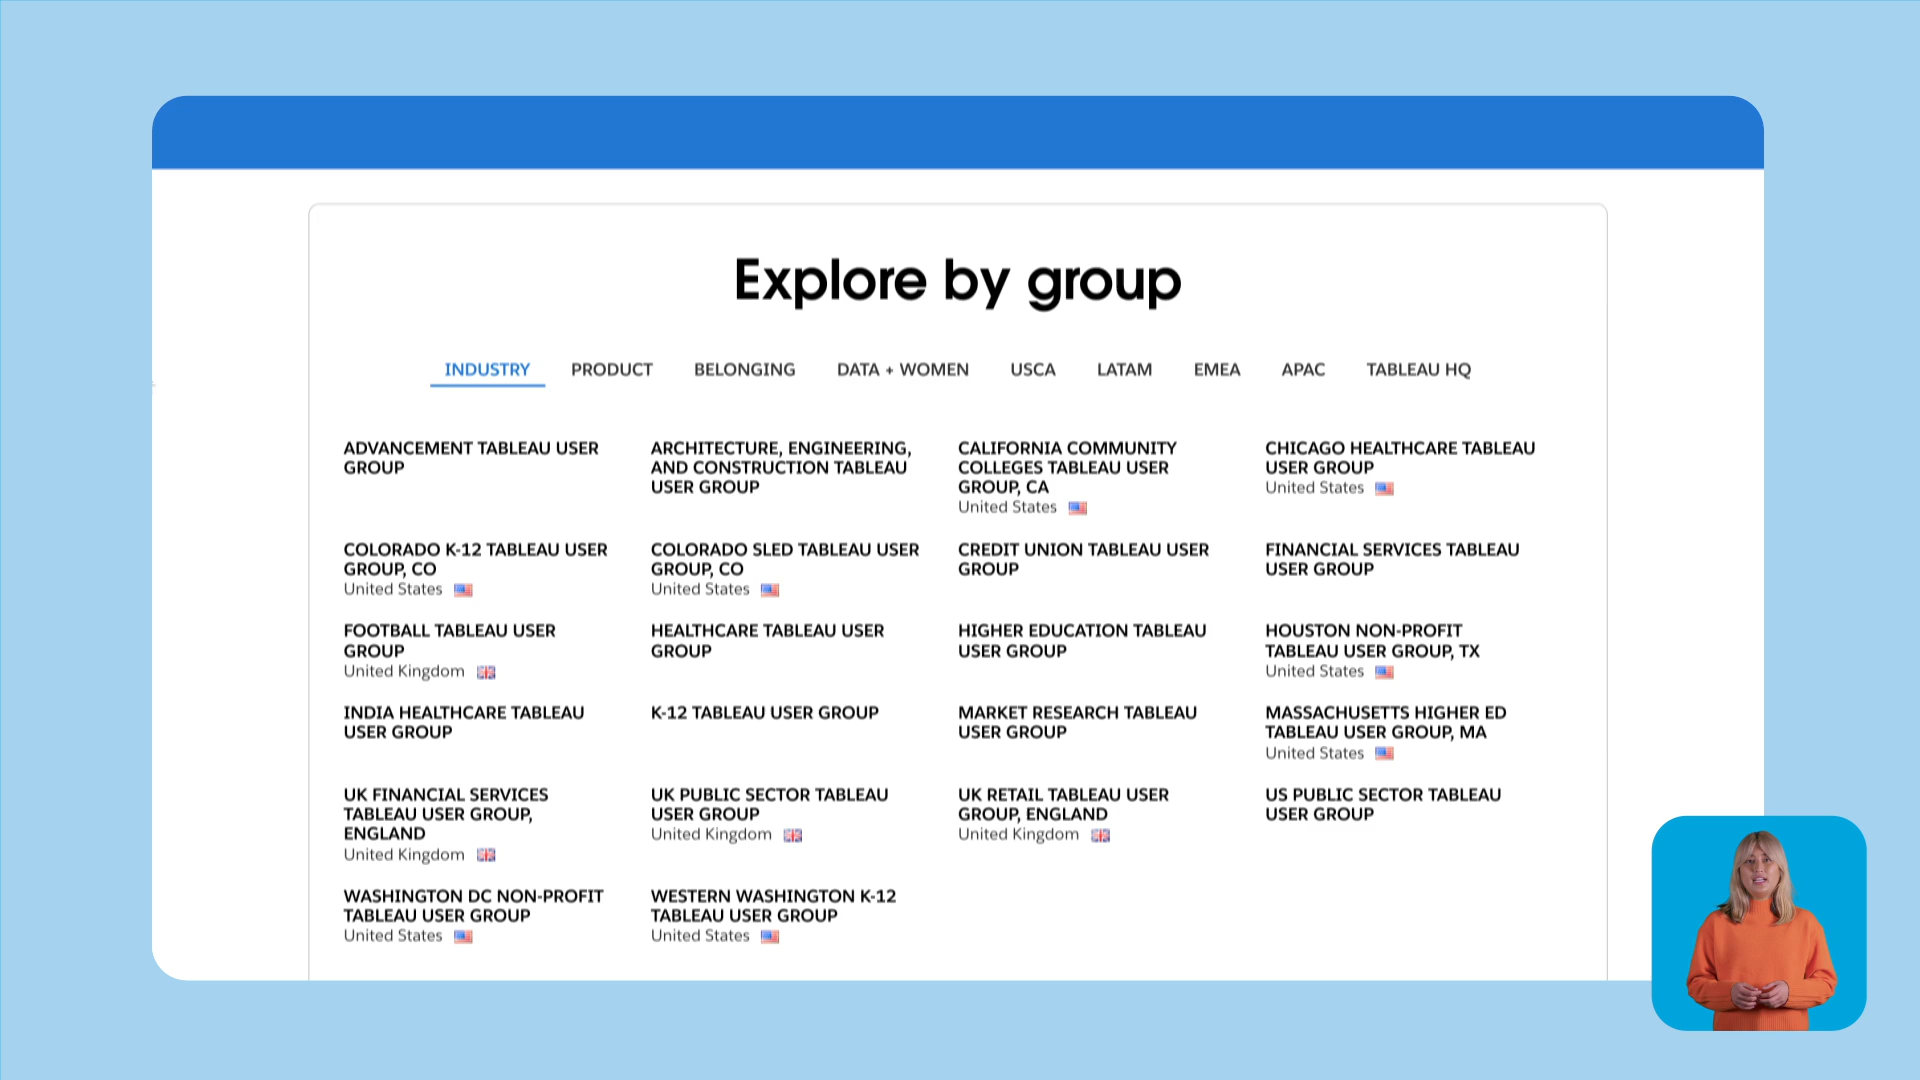 Explore by group
INDUSTRY PRODUCT BELONGING DATA + WOMEN USCA LATAM EMEA APAC TABLEAU HQ
ADVANCEMENT TABLEAU USER
GROUP
ARCHITECTURE, ENGINEERING,
AND CONSTRUCTION TABLEAU
USER GROUP
CALIFORNIA COMMUNITY
COLLEGES TABLEAU USER
GROUP, CA
United States
CHICAGO HEALTHCARE TABLEAU
USER GROUP
United States
COLORADO K-12 TABLEAU USER
GROUP, CO
United States
COLORADO SLED TABLEAU USER
GROUP, CO
United States
CREDIT UNION TABLEAU USER
GROUP
FINANCIAL SERVICES TABLEAU
USER GROUP
FOOTBALL TABLEAU USER
GROUP
United Kingdom
HEALTHCARE TABLEAU USER
GROUP
HIGHER EDUCATION TABLEAU
USER GROUP
HOUSTON NON-PROFIT
TABLEAU USER GROUP, TX
United States
INDIA HEALTHCARE TABLEAU
USER GROUP
K-12 TABLEAU USER GROUP
MARKET RESEARCH TABLEAU
USER GROUP
MASSACHUSETTS HIGHER ED
TABLEAU USER GROUP, MA
United States
UK FINANCIAL SERVICES
TABLEAU USER GROUP,
ENGLAND
United Kingdom
UK PUBLIC SECTOR TABLEAU
USER GROUP
United Kingdom
UK RETAIL TABLEAU USER
GROUP, ENGLAND
United Kingdom
US PUBLIC SECTOR TABLEAU
USER GROUP
WASHINGTON DC NON-PROFIT
TABLEAU USER GROUP
United States
WESTERN WASHINGTON K-12
TABLEAU USER GROUP
United States